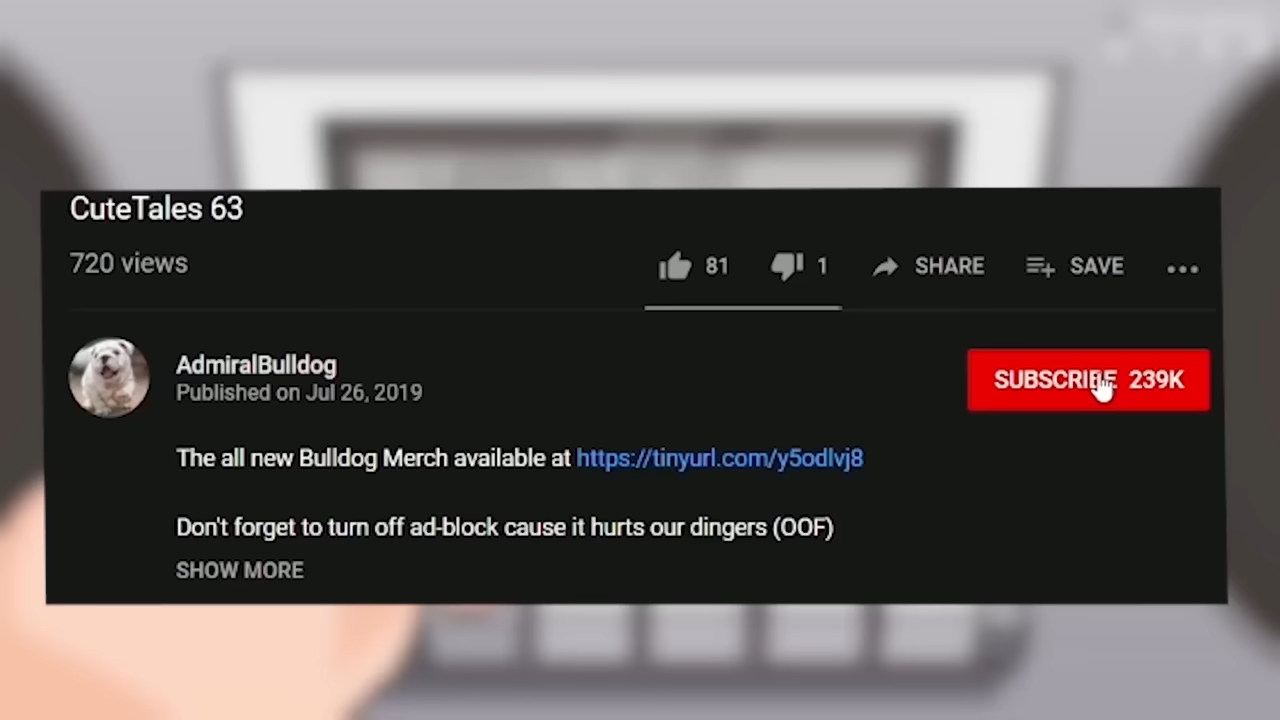 CuteTales 63
720 views
81 1 SHARE SAVE
AdmiralBulldog
Published on Jul 26, 2019
SUBSCRIBE 239K
The all new Bulldog Merch available at https://tinyurl.com/y5odlvj8
Don't forget to turn off ad-block cause it hurts our dingers (OOF)
SHOW MORE